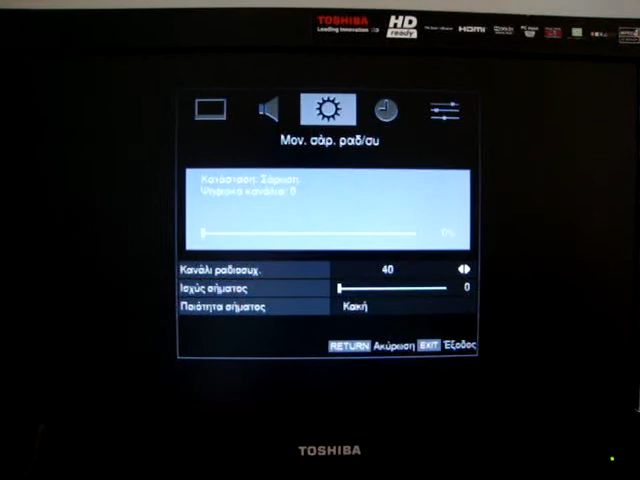 TOSHIBA
Leading Innovation
HD
ready
HDMI
Μον. σάρ. ραδ/συ
Κατάσταση: Σάρωση
Ψηφιακά κανάλια: 0
0%
Κανάλι ραδιοσυχ. 40
Ισχύς σήματος 0
Ποιότητα σήματος Κακή
RETURN Ακύρωση EXIT Έξοδος
TOSHIBA